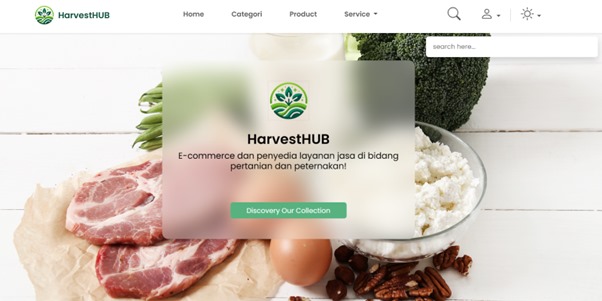 HarvestHUB
Home Categori Product Service
search here...
HarvestHUB
E-commerce dan penyedia layanan jasa di bidang
pertanian dan peternakan!
Discovery Our Collection